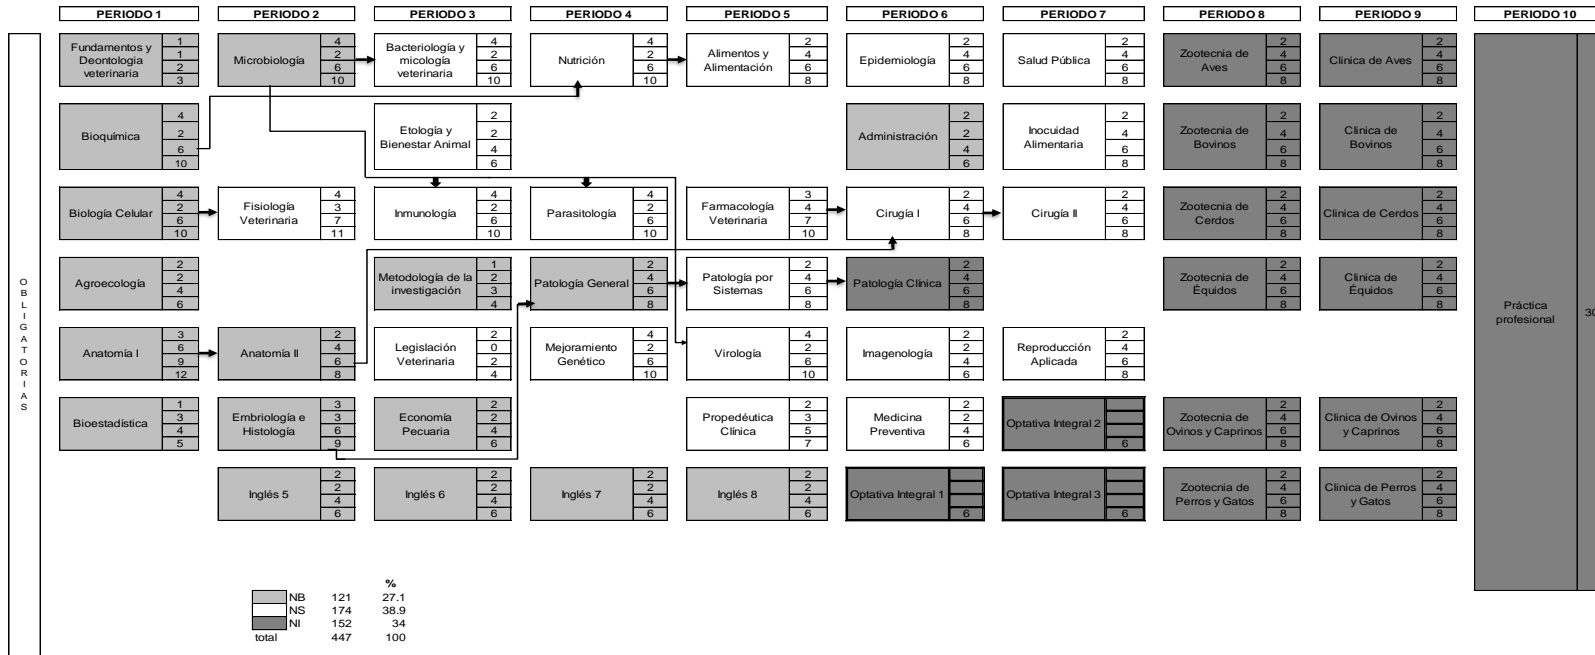 PERIODO 1 PERIODO 2 PERIODO 3 PERIODO 4 PERIODO 5 PERIODO 6 PERIODO 7 PERIODO 8 PERIODO 9 PERIODO 10
OBLIGATORIAS
Fundamentos y
Deontologia
veterinaria
1
1
2
3
Microbiología
4
2
6
10
Bacteriología y
micología
veterinaria
4
2
6
10
Nutrición
4
2
6
10
Alimentos y
Alimentación
2
4
6
8
Epidemiología
2
4
6
8
Salud Pública
2
4
6
8
Zootecnia de
Aves
2
4
6
8
Clinica de Aves
2
4
6
8
Bioquímica
4
2
6
10
Etología y
Bienestar Animal
2
2
4
6
Administración
2
2
4
6
Inocuidad
Alimentaria
2
4
6
8
Zootecnia de
Bovinos
2
4
6
8
Clinica de
Bovinos
2
4
6
8
Biología Celular
4
2
6
10
Fisiología
Veterinaria
4
3
7
11
Inmunología
4
2
6
10
Parasitología
4
2
6
10
Farmacología
Veterinaria
3
4
7
10
Cirugía I
2
4
6
8
Cirugía II
2
4
6
8
Zootecnia de
Cerdos
2
4
6
8
Clinica de Cerdos
2
4
6
8
Agroecología
2
2
4
6
Metodología de la
investigación
1
2
3
4
Patología General
2
4
6
8
Patología por
Sistemas
2
4
6
8
Patología Clínica
2
4
6
8
Zootecnia de
Équidos
2
4
6
8
Clinica de
Équidos
2
4
6
8
Práctica
profesional
30
Anatomía I
3
6
9
12
Anatomía II
2
4
6
8
Legislación
Veterinaria
2
0
2
4
Mejoramiento
Genético
4
2
6
10
Virología
4
2
6
10
Imagenología
2
2
4
6
Reproducción
Aplicada
2
4
6
8
Bioestadística
1
3
4
5
Embriología e
Histología
3
3
6
9
Economía
Pecuaria
2
2
4
6
Propedéutica
Clínica
2
3
5
7
Medicina
Preventiva
2
2
4
6
Optativa Integral 2
6
Zootecnia de
Ovinos y Caprinos
2
4
6
8
Clinica de Ovinos
y Caprinos
2
4
6
8
Inglés 5
2
2
4
6
Inglés 6
2
2
4
6
Inglés 7
2
2
4
6
Inglés 8
2
2
4
6
Optativa Integral 1
6
Optativa Integral 3
6
Zootecnia de
Perros y Gatos
2
4
6
8
Clinica de Perros
y Gatos
2
4
6
8
%
NB 121 27.1
NS 174 38.9
NI 152 34
total 447 100